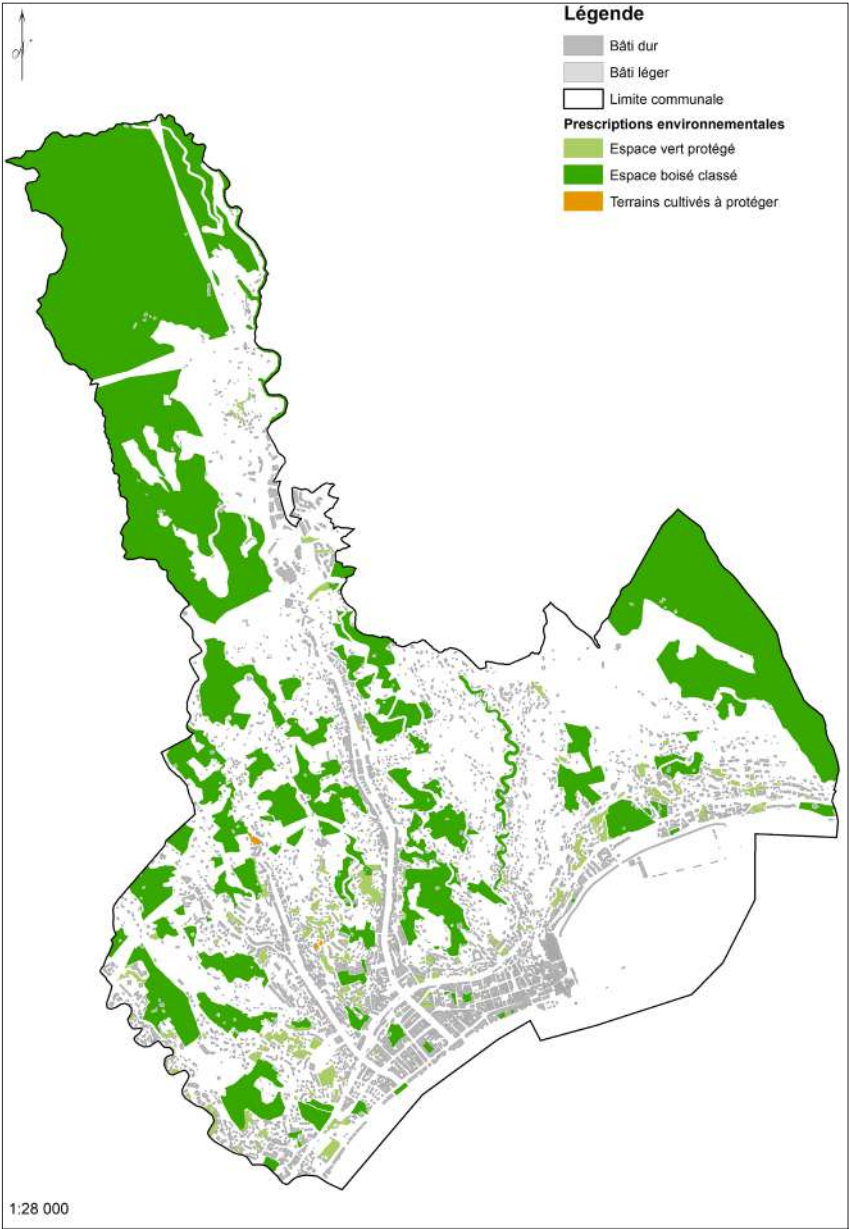 Légende
Bâti dur
Bâti léger
Limite communale
Prescriptions environnementales
Espace vert protégé
Espace boisé classé
Terrains cultivés à protéger
1:28 000